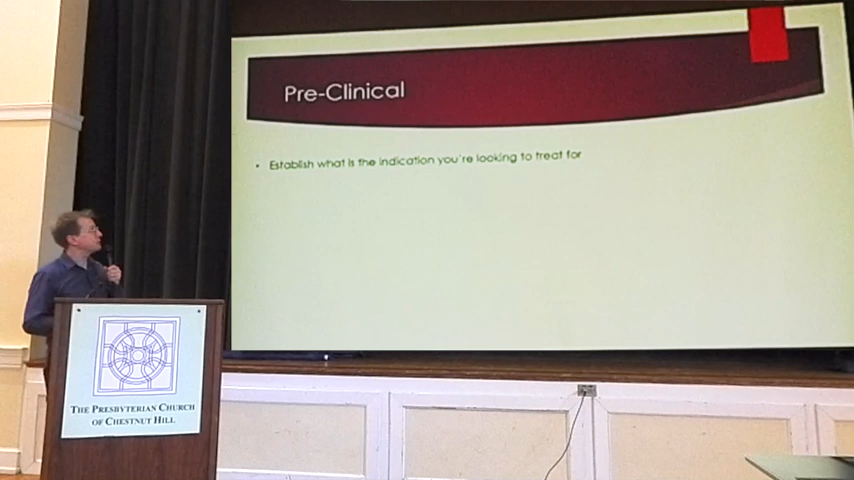 Pre-Clinical
• Establish what is the indication you're looking to treat for
The Presbyterian Church
of Chestnut Hill